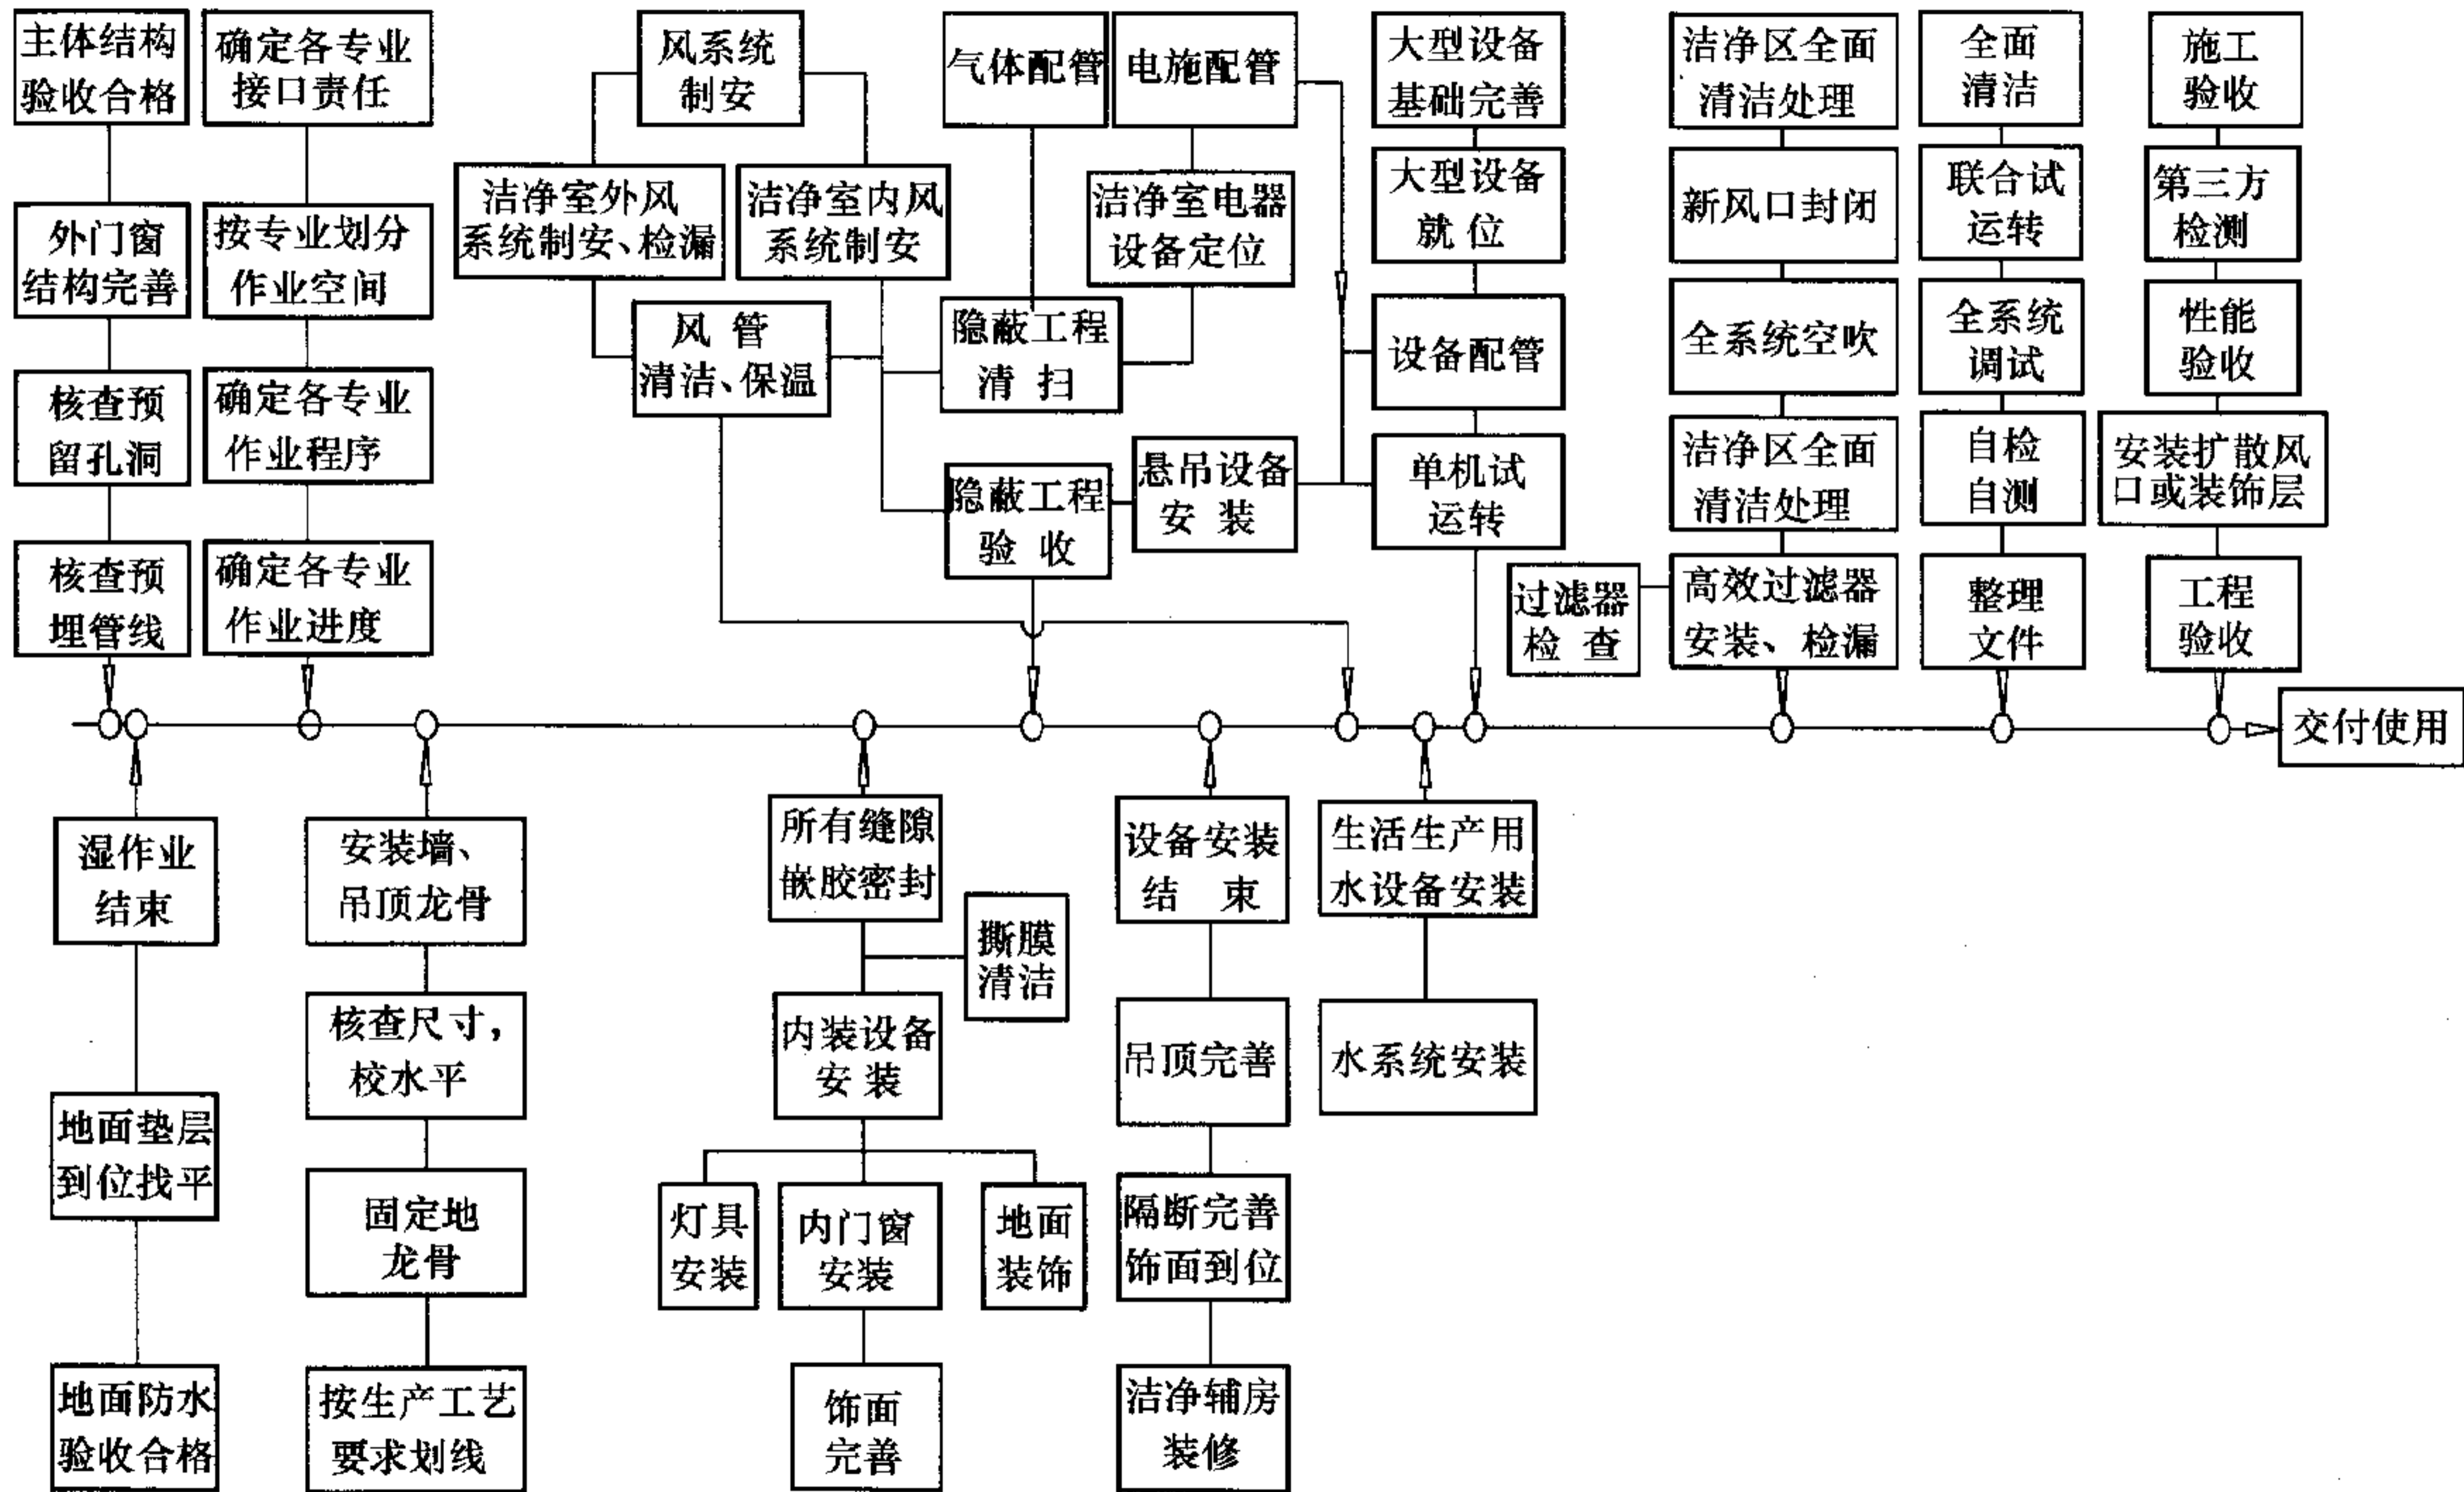 主体结构
验收合格
外门窗
结构完善
核查预
留孔洞
核查预
埋管线
确定各专业
接口责任
按专业划分
作业空间
确定各专业
作业程序
确定各专业
作业进度
风系统
制安
洁净室外风
系统制安、检漏
洁净室内风
系统制安
风管
清洁、保温
气体配管
电施配管
洁净室电器
设备定位
隐蔽工程
清扫
隐蔽工程
验收
悬吊设备
安装
大型设备
基础完善
大型设备
就位
设备配管
单机试
运转
洁净区全面
清洁处理
新风口封闭
全系统空吹
洁净区全面
清洁处理
过滤器
检查
高效过滤器
安装、检漏
全面
清洁
联合试
运转
全系统
调试
自检
自测
整理
文件
施工
验收
第三方
检测
性能
验收
安装扩散风
口或装饰层
工程
验收
交付使用
湿作业
结束
地面垫层
到位找平
地面防水
验收合格
安装墙、
吊顶龙骨
核查尺寸，
校水平
固定地
龙骨
按生产工艺
要求划线
所有缝隙
嵌胶密封
撕膜
清洁
内装设备
安装
灯具
安装
内门窗
安装
地面
装饰
饰面
完善
设备安装
结束
吊顶完善
隔断完善
饰面到位
洁净辅房
装修
生活生产用
水设备安装
水系统安装